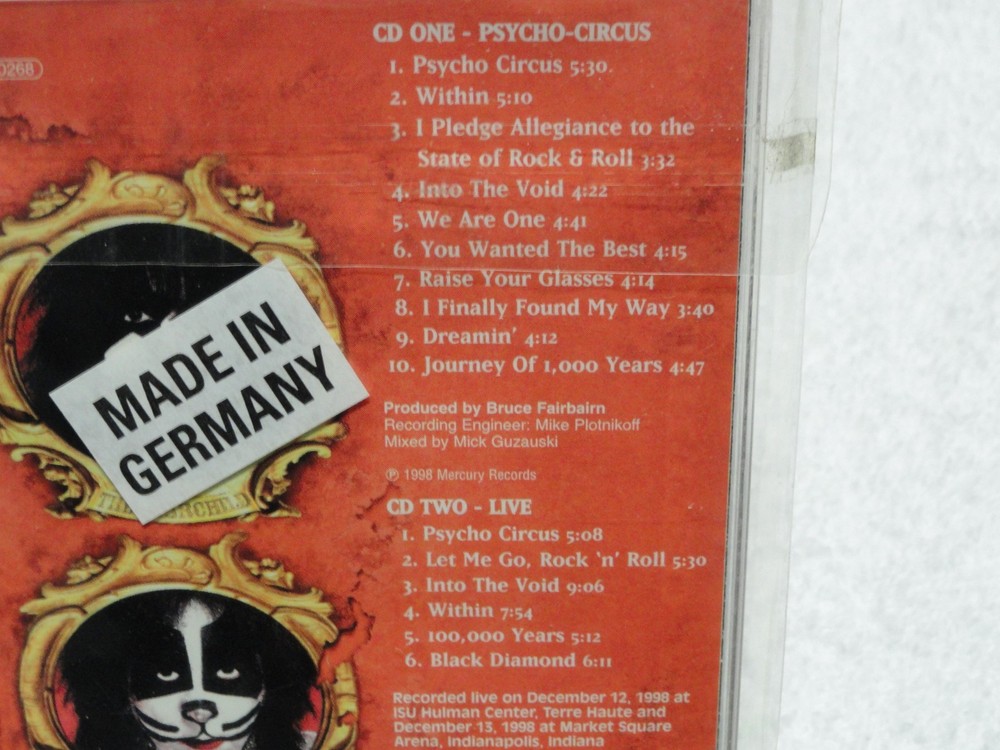 0268
CD ONE - PSYCHO-CIRCUS
1. Psycho Circus 5:30
2. Within 5:10
3. I Pledge Allegiance to the
State of Rock & Roll 3:32
4. Into The Void 4:22
5. We Are One 4:41
6. You Wanted The Best 4:15
7. Raise Your Glasses 4:14
8. I Finally Found My Way 3:40
9. Dreamin' 4:12
10. Journey Of 1,000 Years 4:47
MADE IN
GERMANY
Produced by Bruce Fairbairn
Recording Engineer: Mike Plotnikoff
Mixed by Mick Guzauski
℗ 1998 Mercury Records
CD TWO - LIVE
1. Psycho Circus 5:08
2. Let Me Go, Rock 'n' Roll 5:30
3. Into The Void 9:06
4. Within 7:54
5. 100,000 Years 5:12
6. Black Diamond 6:11
Recorded live on December 12, 1998 at
ISU Hulman Center, Terre Haute and
December 13, 1998 at Market Square
Arena, Indianapolis, Indiana